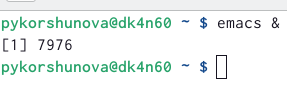 pykorshunova@dk4n60 ~ $ emacs &
[1] 7976
pykorshunova@dk4n60 ~ $